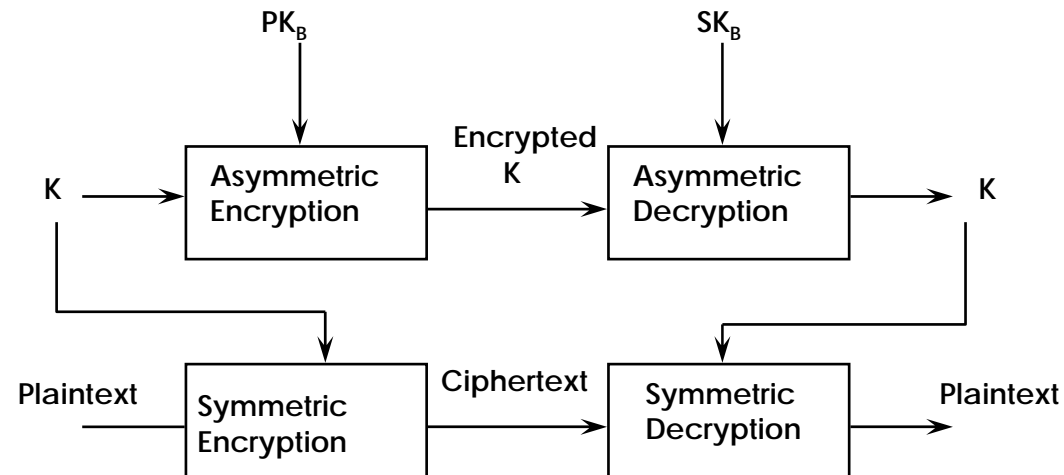 PK_B
SK_B
Encrypted
K
K
Asymmetric
Encryption
Asymmetric
Decryption
K
Plaintext
Symmetric
Encryption
Ciphertext
Symmetric
Decryption
Plaintext